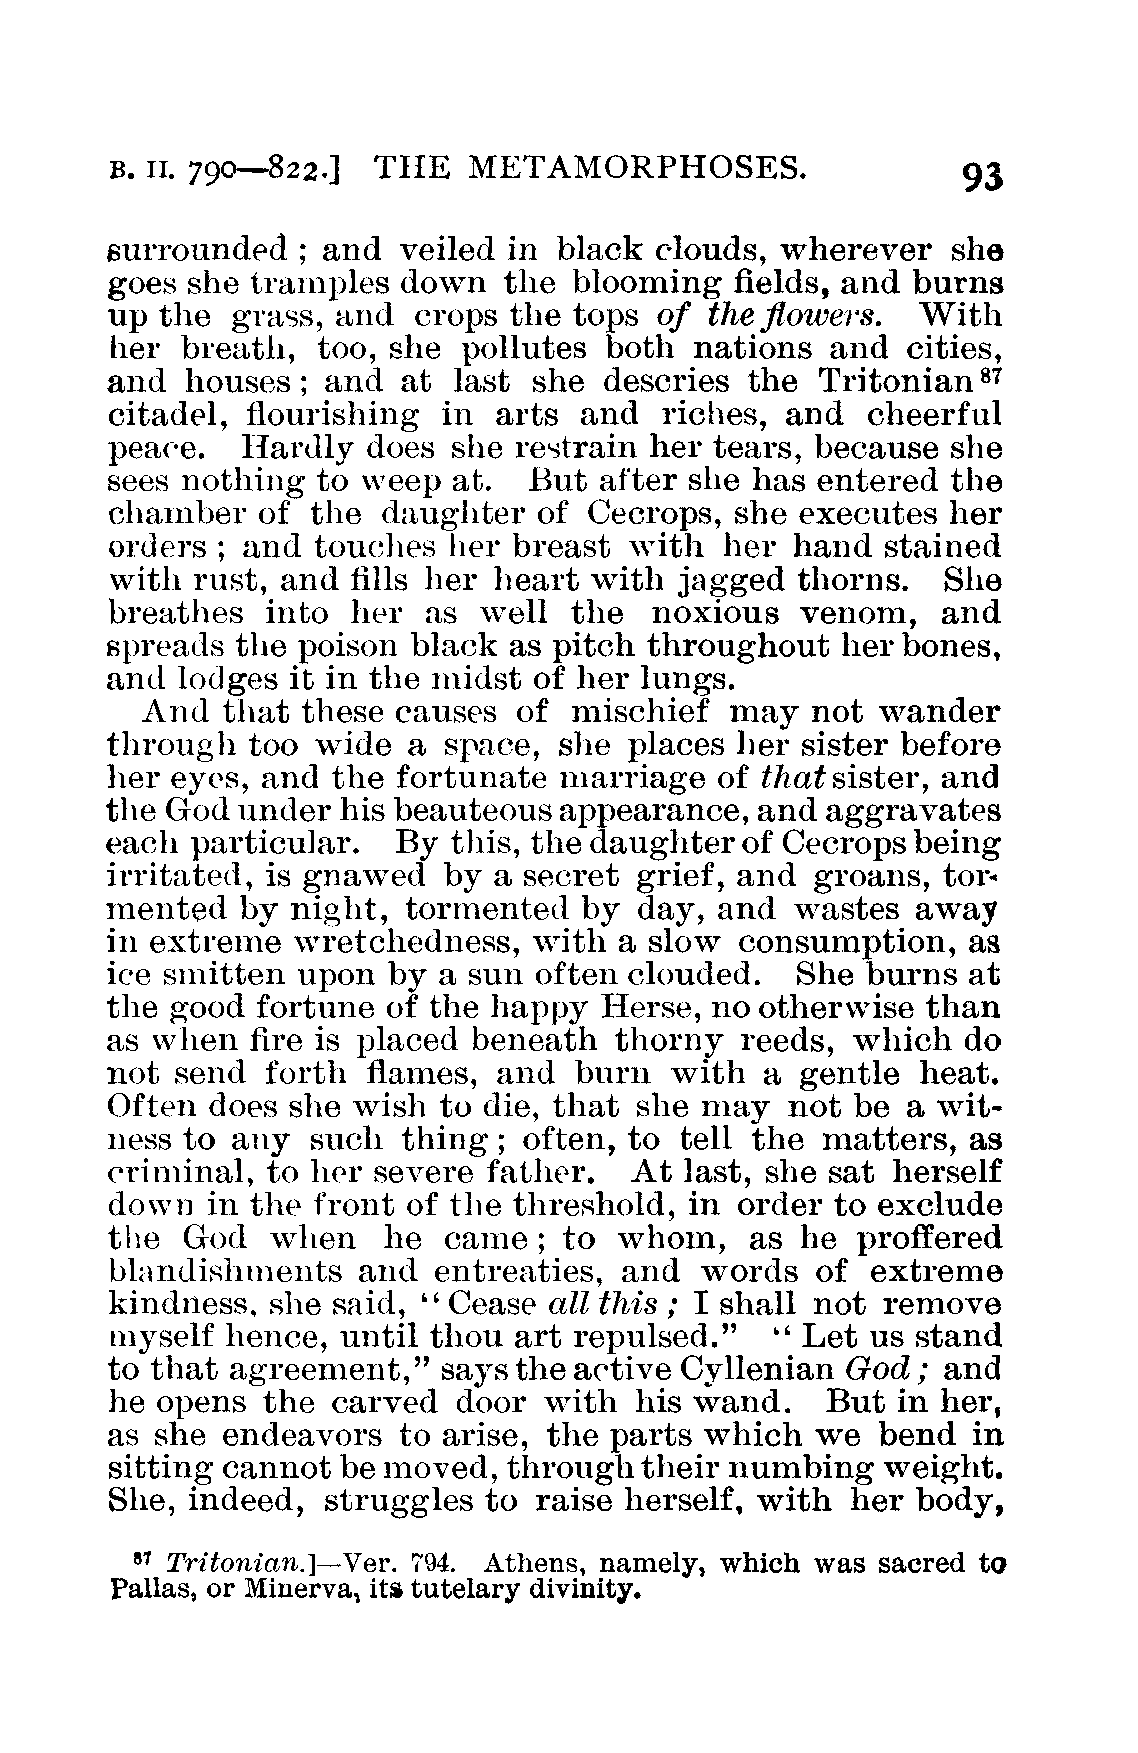 B. II. 790—822.] THE METAMORPHOSES. 93
surrounded ; and veiled in black clouds, wherever she
goes she tramples down the blooming fields, and burns
up the grass, and crops the tops of the flowers. With
her breath, too, she pollutes both nations and cities,
and houses ; and at last she descries the Tritonian⁸⁷
citadel, flourishing in arts and riches, and cheerful
peace. Hardly does she restrain her tears, because she
sees nothing to weep at. But after she has entered the
chamber of the daughter of Cecrops, she executes her
orders ; and touches her breast with her hand stained
with rust, and fills her heart with jagged thorns. She
breathes into her as well the noxious venom, and
spreads the poison black as pitch throughout her bones,
and lodges it in the midst of her lungs.
And that these causes of mischief may not wander
through too wide a space, she places her sister before
her eyes, and the fortunate marriage of that sister, and
the God under his beauteous appearance, and aggravates
each particular. By this, the daughter of Cecrops being
irritated, is gnawed by a secret grief, and groans, tor-
mented by night, tormented by day, and wastes away
in extreme wretchedness, with a slow consumption, as
ice smitten upon by a sun often clouded. She burns at
the good fortune of the happy Herse, no otherwise than
as when fire is placed beneath thorny reeds, which do
not send forth flames, and burn with a gentle heat.
Often does she wish to die, that she may not be a wit-
ness to any such thing ; often, to tell the matters, as
criminal, to her severe father. At last, she sat herself
down in the front of the threshold, in order to exclude
the God when he came ; to whom, as he proffered
blandishments and entreaties, and words of extreme
kindness, she said, “ Cease all this ; I shall not remove
myself hence, until thou art repulsed.” “ Let us stand
to that agreement,” says the active Cyllenian God ; and
he opens the carved door with his wand. But in her,
as she endeavors to arise, the parts which we bend in
sitting cannot be moved, through their numbing weight.
She, indeed, struggles to raise herself, with her body,
⁸⁷ Tritonian.]—Ver. 794. Athens, namely, which was sacred to
Pallas, or Minerva, its tutelary divinity.